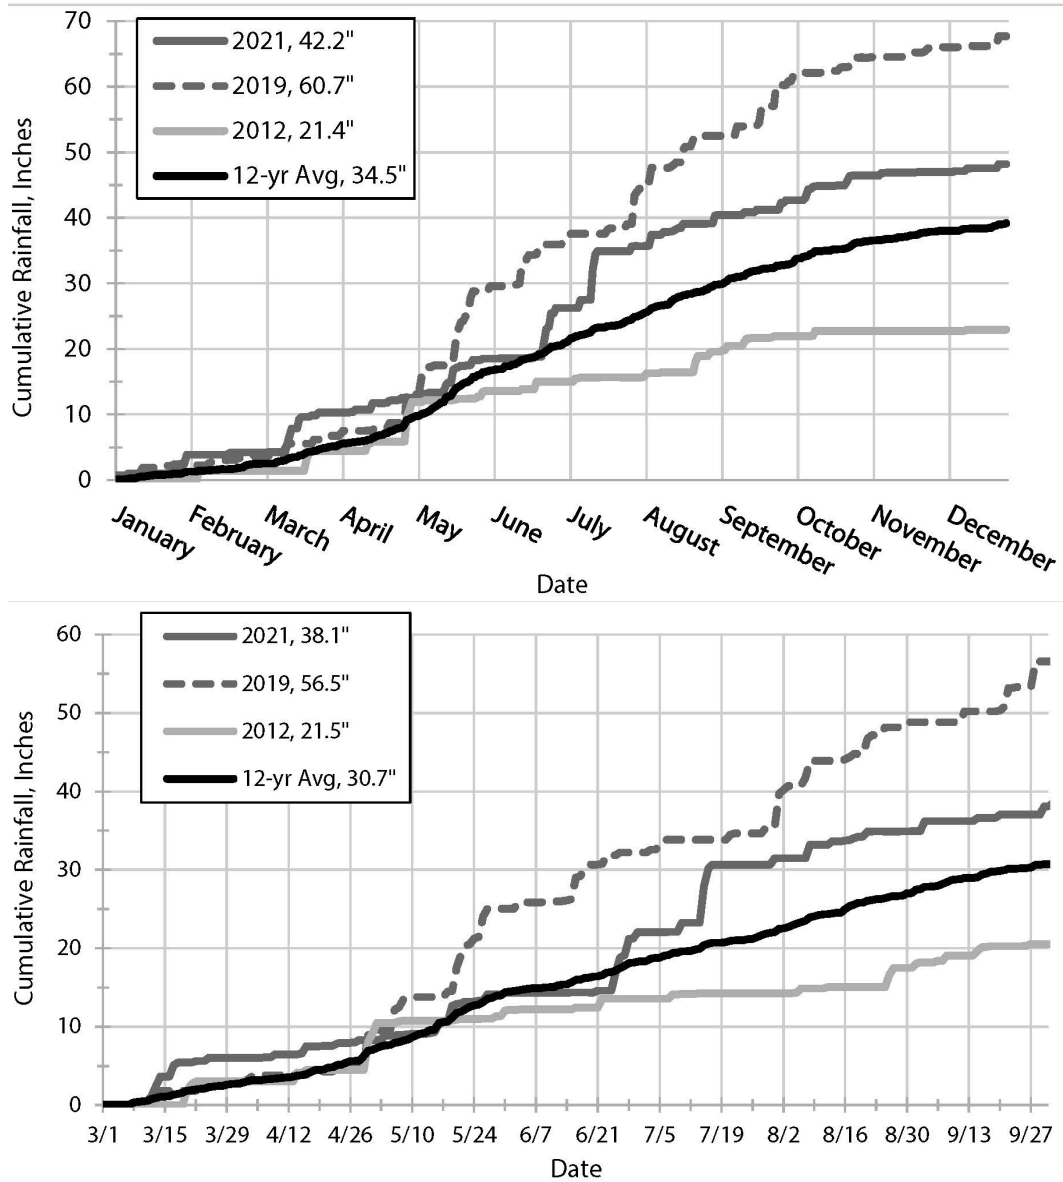 70
60
50
40
30
20
10
0
Cumulative Rainfall, Inches
2021, 42.2"
2019, 60.7"
2012, 21.4"
12-yr Avg, 34.5"
January
February
March
April
May
June
July
August
September
October
November
December
Date
60
50
40
30
20
10
0
Cumulative Rainfall, Inches
2021, 38.1"
2019, 56.5"
2012, 21.5"
12-yr Avg, 30.7"
3/1 3/15 3/29 4/12 4/26 5/10 5/24 6/7 6/21 7/5 7/19 8/2 8/16 8/30 9/13 9/27
Date